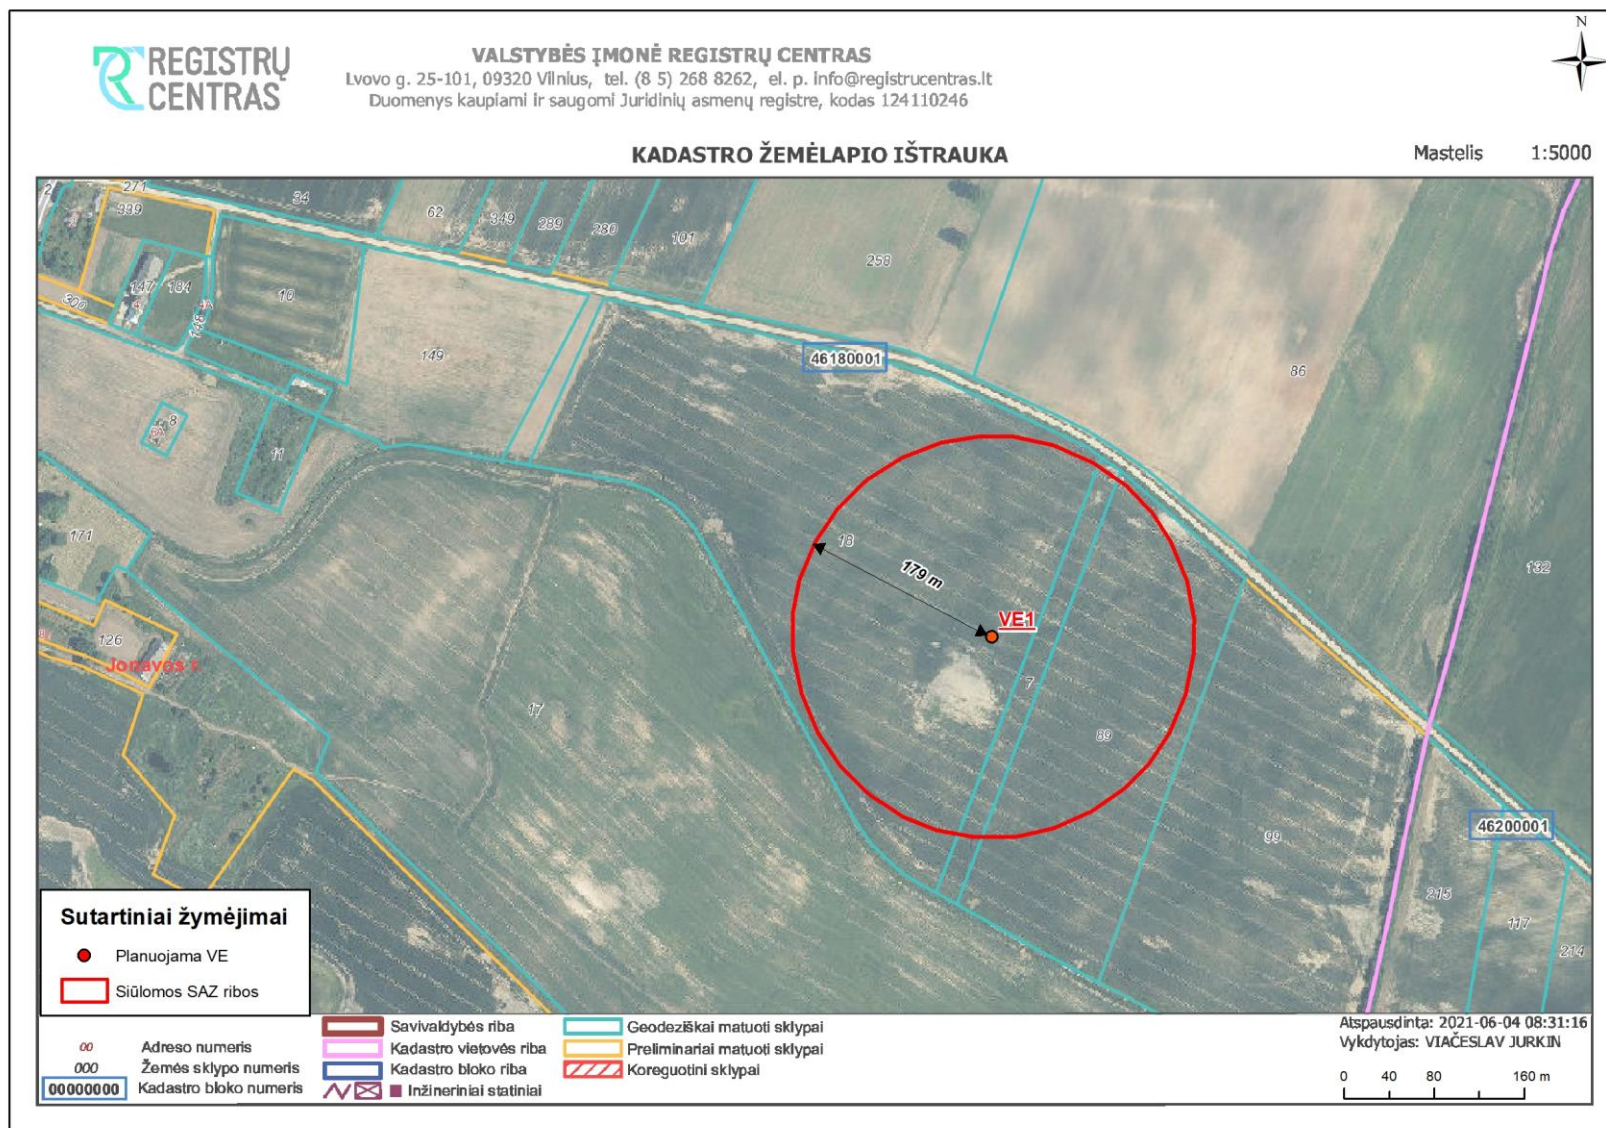 N
REGISTRŲ
CENTRAS
VALSTYBĖS ĮMONĖ REGISTRŲ CENTRAS
Lvovo g. 25-101, 09320 Vilnius, tel. (8 5) 268 8262, el. p. info@registrucentras.lt
Duomenys kaupiami ir saugomi Juridinių asmenų registre, kodas 124110246
KADASTRO ŽEMĖLAPIO IŠTRAUKA
Mastelis 1:5000
2
271
339
34
62
349
289
280
101
258
147
184
10
300
148
149
46180001
86
8
11
18
171
179 m
132
VE1
126
Jonavos r.
7
17
89
99
46200001
215
117
214
Sutartiniai žymėjimai
Planuojama VE
Siūlomos SAZ ribos
00 Adreso numeris
000 Žemės sklypo numeris
00000000 Kadastro bloko numeris
Savivaldybės riba
Kadastro vietovės riba
Kadastro bloko riba
Inžineriniai statiniai
Geodeziškai matuoti sklypai
Preliminariai matuoti sklypai
Koreguotini sklypai
Atspausdinta: 2021-06-04 08:31:16
Vykdytojas: VIAČESLAV JURKIN
0 40 80 160 m